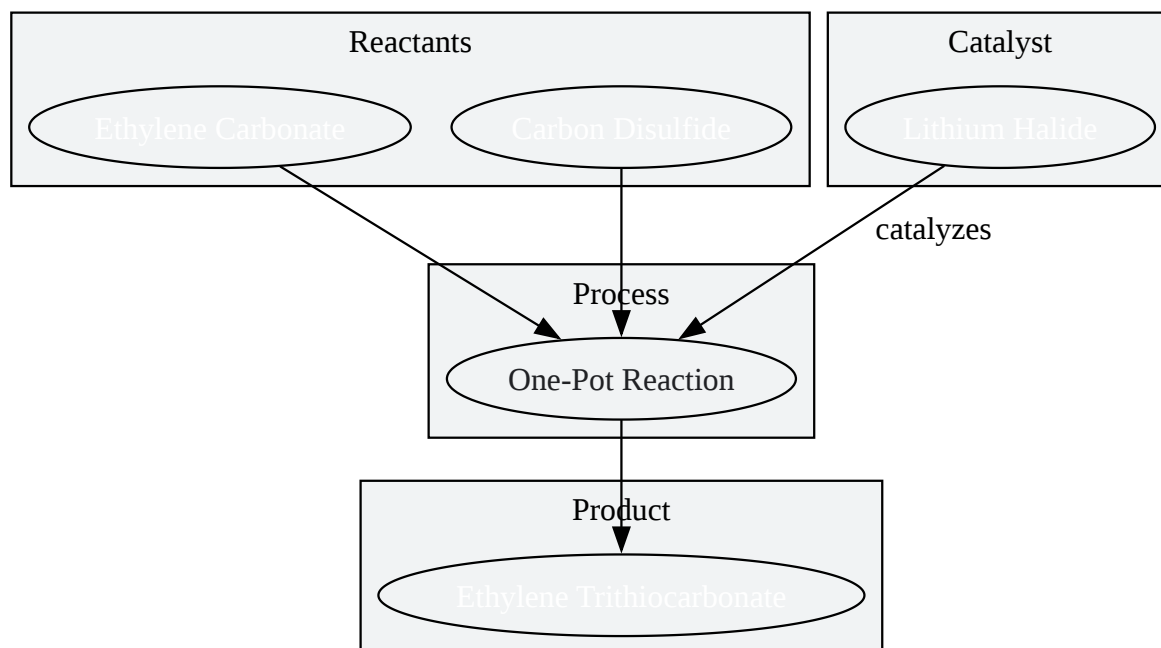 Reactants
Catalyst
Ethylene Carbonate
Carbon Disulfide
Lithium Halide
catalyzes
Process
One-Pot Reaction
Product
Ethylene Trithiocarbonate